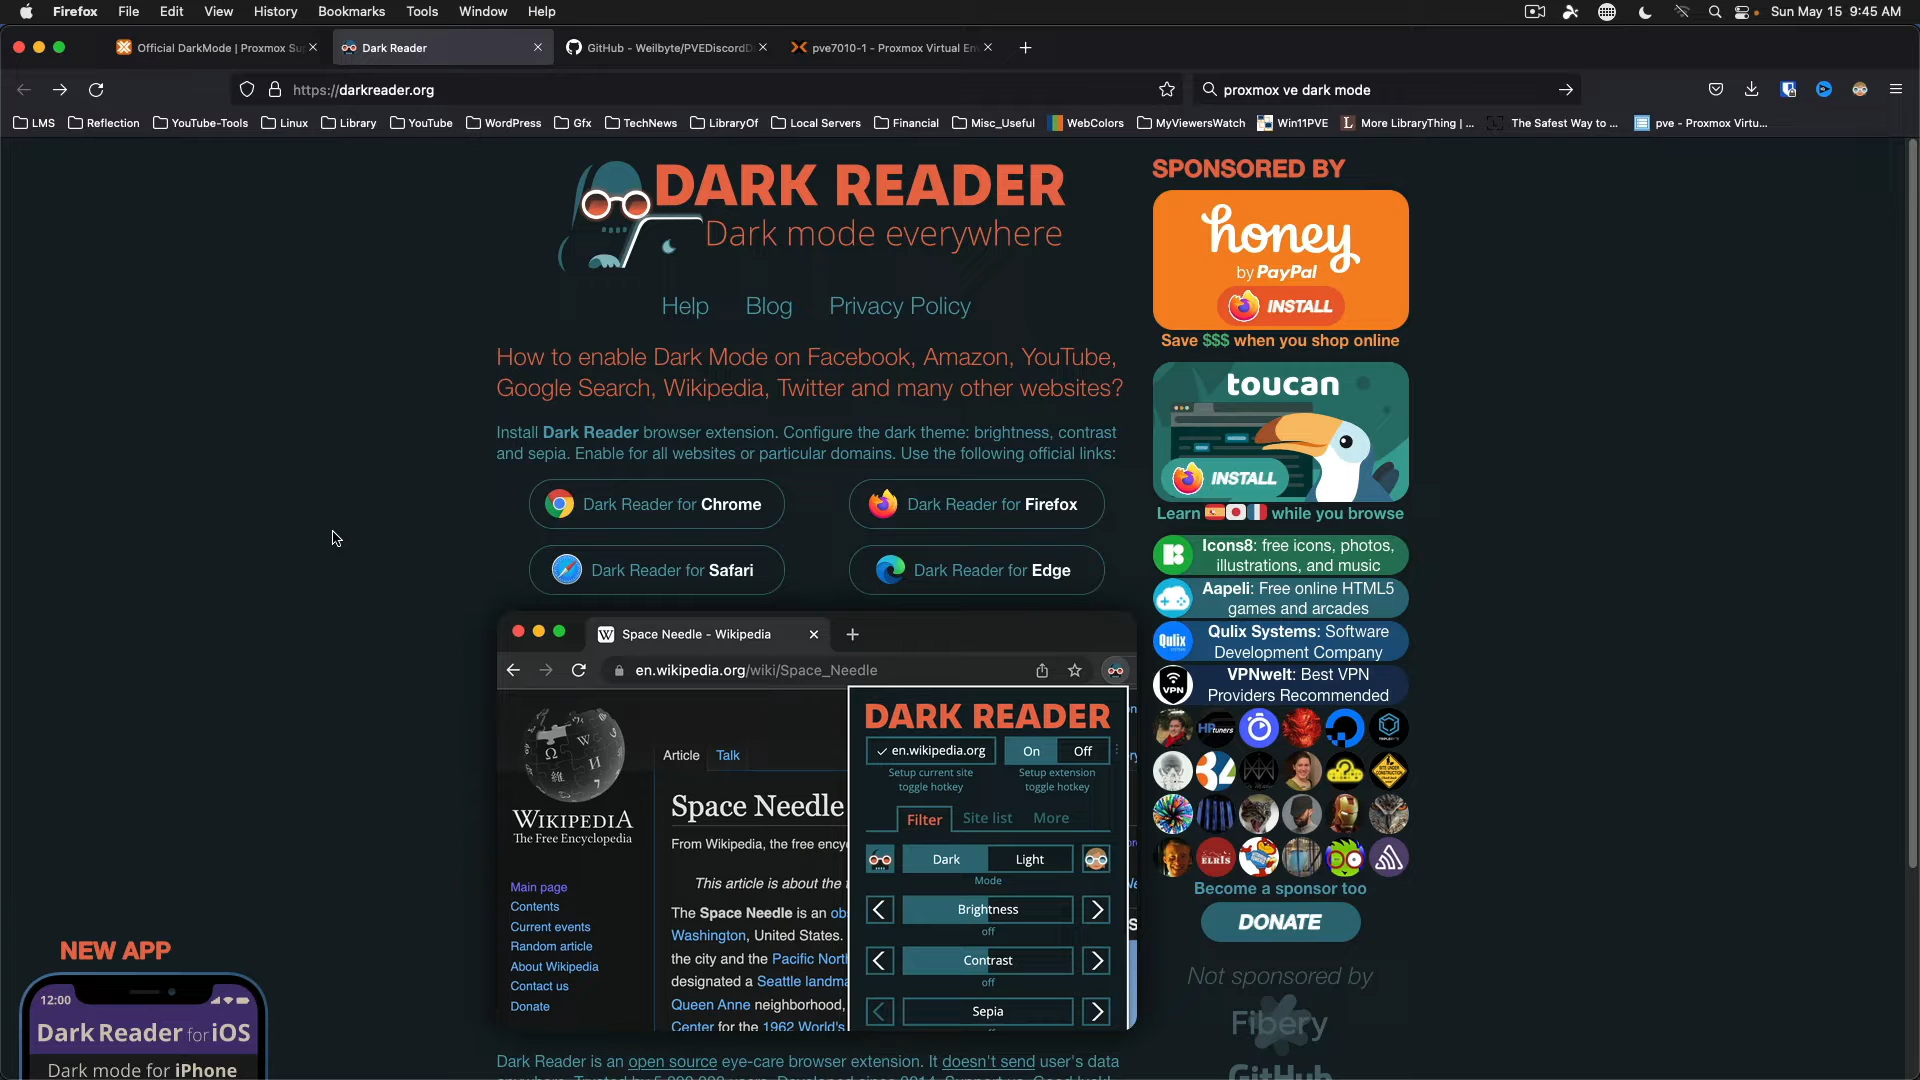 Firefox File Edit View History Bookmarks Tools Window Help
Sun May 15 9:45 AM
Official DarkMode | Proxmox Su
Dark Reader
GitHub - Weilbyte/PVEDiscordD
pve7010-1 - Proxmox Virtual En
https://darkreader.org
proxmox ve dark mode
LMS Reflection YouTube-Tools Linux Library YouTube WordPress Gfx TechNews LibraryOf Local Servers Financial Misc_Useful WebColors MyViewersWatch Win11PVE More LibraryThing |... The Safest Way to ... pve - Proxmox Virtu...
DARK READER
Dark mode everywhere
Help Blog Privacy Policy
How to enable Dark Mode on Facebook, Amazon, YouTube,
Google Search, Wikipedia, Twitter and many other websites?
Install Dark Reader browser extension. Configure the dark theme: brightness, contrast
and sepia. Enable for all websites or particular domains. Use the following official links:
Dark Reader for Chrome
Dark Reader for Firefox
Dark Reader for Safari
Dark Reader for Edge
Space Needle - Wikipedia
en.wikipedia.org/wiki/Space_Needle
WIKIPEDIA
The Free Encyclopedia
Main page
Contents
Current events
Random article
About Wikipedia
Contact us
Donate
Article Talk
Space Needle
From Wikipedia, the free ency
This article is about the
The Space Needle is an ob
Washington, United States.
the city and the Pacific Nort
designated a Seattle landma
Queen Anne neighborhood,
Center for the 1962 World's
DARK READER
en.wikipedia.org
On Off
Setup current site
toggle hotkey
Setup extension
toggle hotkey
Filter Site list More
Dark Light
Mode
Brightness
off
Contrast
off
Sepia
Dark Reader is an open source eye-care browser extension. It doesn't send user's data
SPONSORED BY
honey
by PayPal
INSTALL
Save $$$ when you shop online
toucan
INSTALL
Learn while you browse
Icons8: free icons, photos,
illustrations, and music
Aapeli: Free online HTML5
games and arcades
Qulix
Qulix Systems: Software
Development Company
VPN
VPNwelt: Best VPN
Providers Recommended
HPtuners
ELRIS
Become a sponsor too
DONATE
Not sponsored by
Fibery
GitHub
NEW APP
12:00
Dark Reader for iOS
Dark mode for iPhone